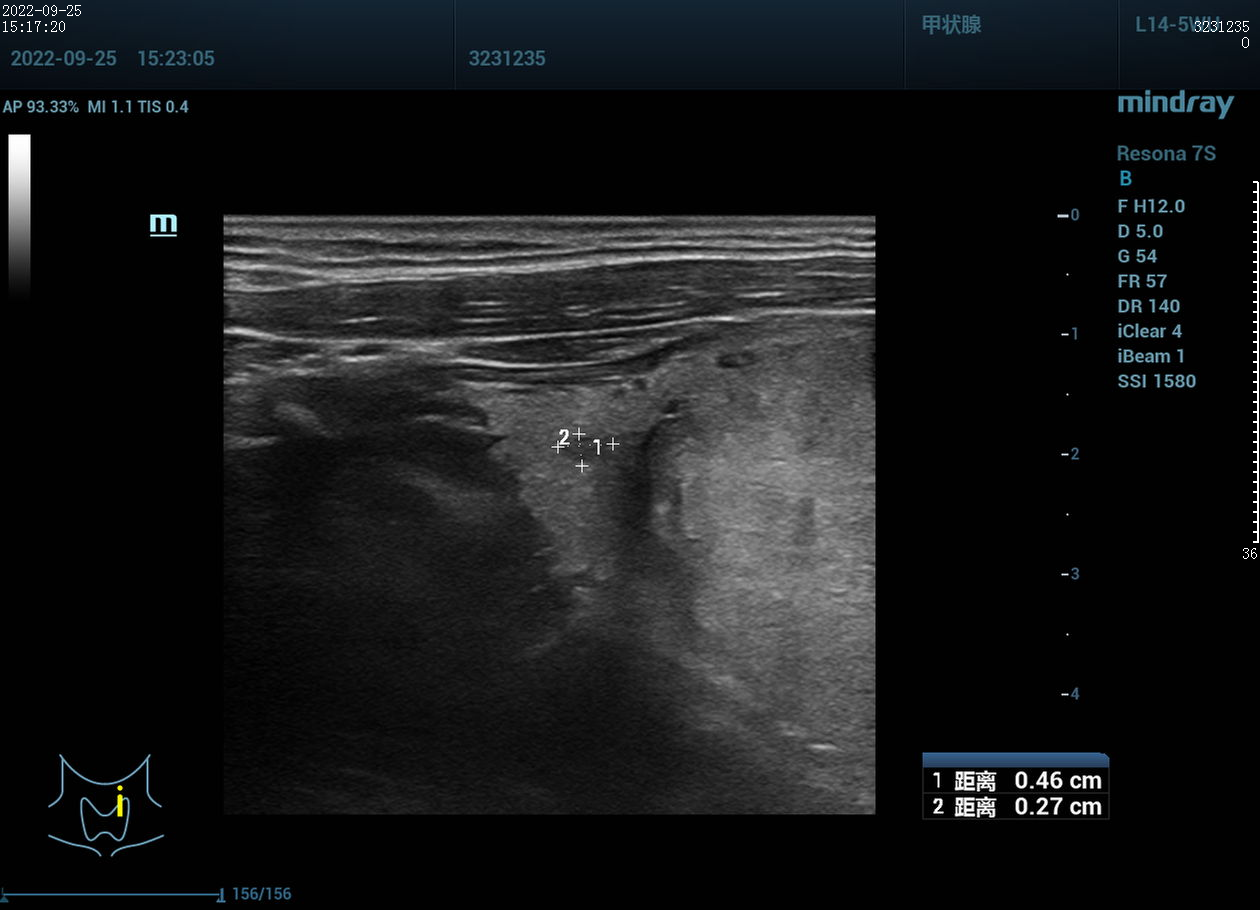 2022-09-25
15:17:20
2022-09-25 15:23:05
3231235
甲状腺
L14-5WU
3231235
0
AP 93.33% MI 1.1 TIS 0.4
mindray
Resona 7S
B
F H12.0
D 5.0
G 54
FR 57
DR 140
iClear 4
iBeam 1
SSI 1580
m
0
1
2
3
4
36
2
1
1 距离 0.46 cm
2 距离 0.27 cm
156/156